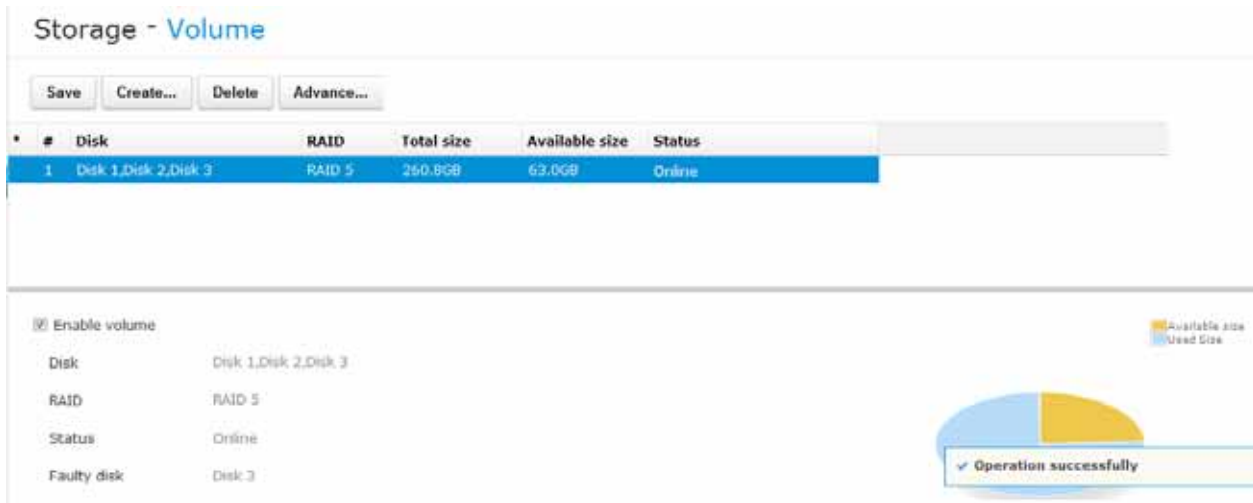 Storage - Volume
Save Create... Delete Advance...
* # Disk RAID Total size Available size Status
1 Disk 1,Disk 2,Disk 3 RAID 5 260.8GB 63.0GB Online
Enable volume
Available size
Used Size
Disk Disk 1,Disk 2,Disk 3
RAID RAID 5
Status Online
Operation successfully
Faulty disk Disk 3